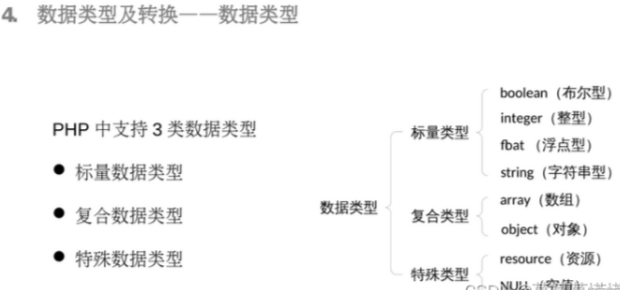 4. 数据类型及转换——数据类型
PHP 中支持 3 类数据类型
● 标量数据类型
● 复合数据类型
● 特殊数据类型
数据类型
标量类型
boolean（布尔型）
integer（整型）
fbat （浮点型）
string（字符串型）
复合类型
array（数组）
object（对象）
特殊类型
resource（资源）
NULL（空值）